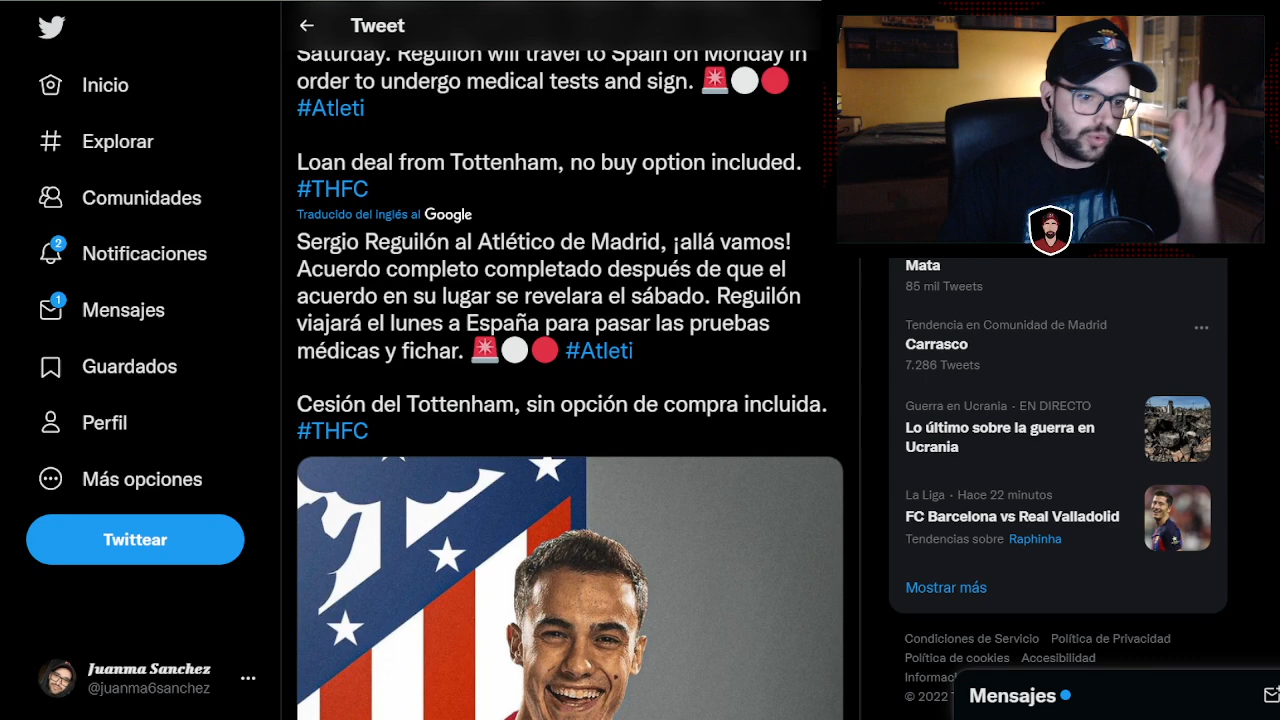 Inicio
Explorar
Comunidades
2
Notificaciones
1
Mensajes
Guardados
Perfil
Más opciones
Twittear
Juanma Sanchez
@juanma6sanchez
Tweet
Saturday. Reguilón will travel to Spain on Monday in
order to undergo medical tests and sign.
#Atleti
Loan deal from Tottenham, no buy option included.
#THFC
Traducido del inglés al Google
Sergio Reguilón al Atlético de Madrid, ¡allá vamos!
Acuerdo completo completado después de que el
acuerdo en su lugar se revelara el sábado. Reguilón
viajará el lunes a España para pasar las pruebas
médicas y fichar. 🚨⚪🔴 #Atleti
Cesión del Tottenham, sin opción de compra incluida.
#THFC
Mata
85 mil Tweets
Tendencia en Comunidad de Madrid
Carrasco
7.286 Tweets
Guerra en Ucrania · EN DIRECTO
Lo último sobre la guerra en
Ucrania
La Liga · Hace 22 minutos
FC Barcelona vs Real Valladolid
Tendencias sobre Raphinha
Mostrar más
Condiciones de Servicio Política de Privacidad
Política de cookies Accesibilidad
© 2022
Mensajes